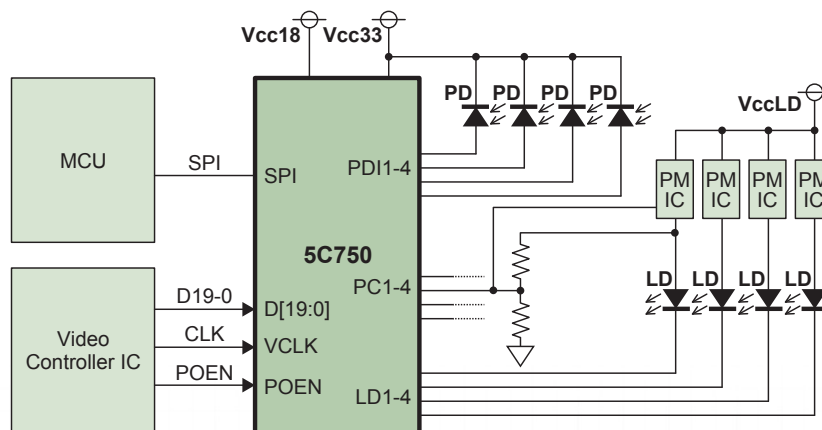 Vcc18 Vcc33
PD PD PD PD
VccLD
MCU
SPI
SPI
PDI1-4
PM IC
PM IC
PM IC
PM IC
5C750
PC1-4
LD LD LD LD
Video
Controller IC
D19-0
D[19:0]
CLK
VCLK
POEN
POEN
LD1-4